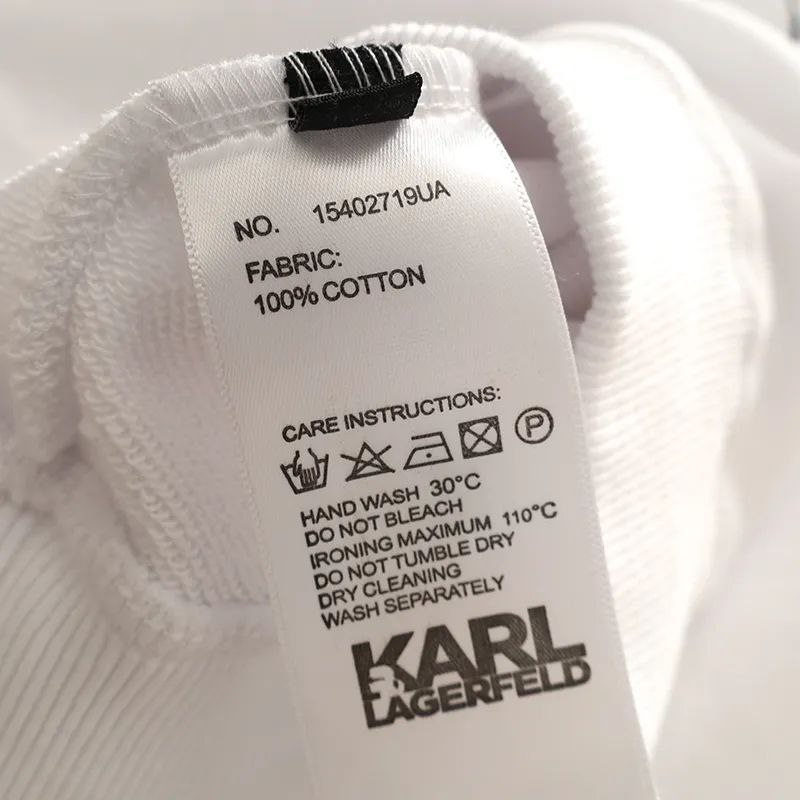 NO. 15402719UA
FABRIC:
100% COTTON
CARE INSTRUCTIONS:
P
HAND WASH 30°C
DO NOT BLEACH
IRONING MAXIMUM 110°C
DO NOT TUMBLE DRY
DRY CLEANING
WASH SEPARATELY
KARL
LAGERFELD